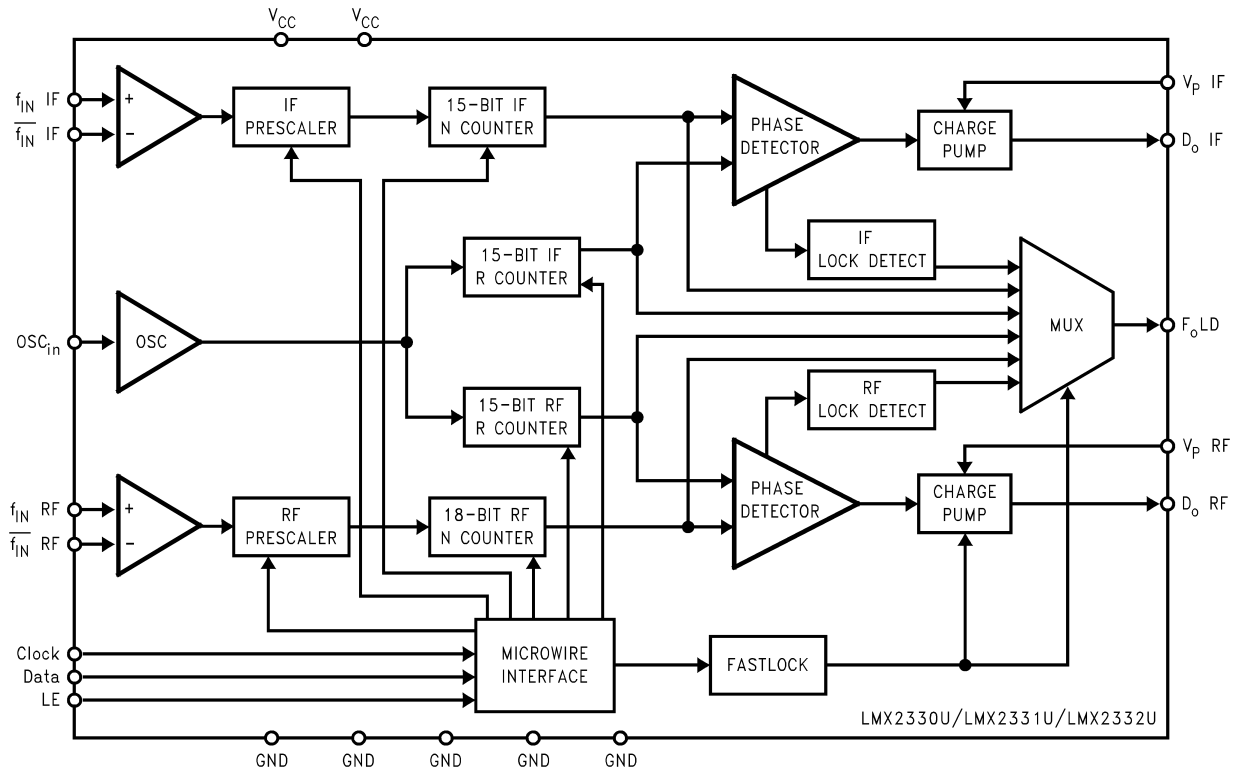 VCC VCC
fIN IF
fIN IF
+
−
IF
PRESCALER
15-BIT IF
N COUNTER
PHASE
DETECTOR
CHARGE
PUMP
VP IF
Do IF
15-BIT IF
R COUNTER
IF
LOCK DETECT
OSCin
OSC
MUX
FoLD
15-BIT RF
R COUNTER
RF
LOCK DETECT
fIN RF
fIN RF
+
−
RF
PRESCALER
18-BIT RF
N COUNTER
PHASE
DETECTOR
CHARGE
PUMP
VP RF
Do RF
Clock
Data
LE
MICROWIRE
INTERFACE
FASTLOCK
LMX2330U/LMX2331U/LMX2332U
GND GND GND GND GND